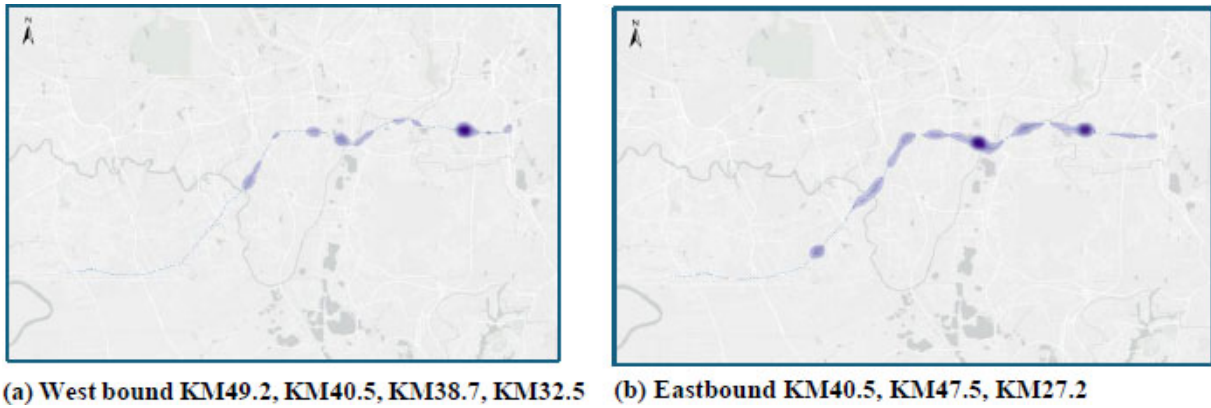 N
N
(a) West bound KM49.2, KM40.5, KM38.7, KM32.5
(b) Eastbound KM40.5, KM47.5, KM27.2